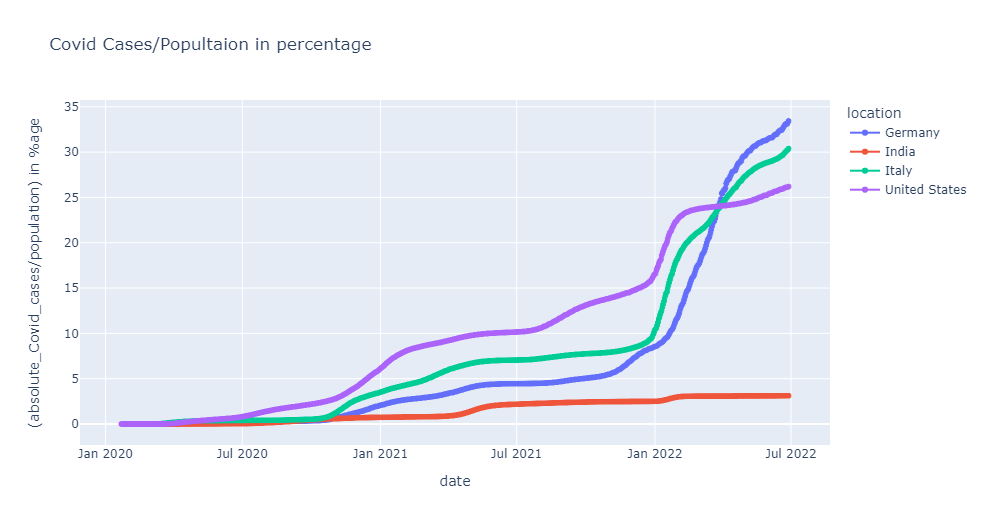 Covid Cases/Popultaion in percentage
(absolute_Covid_cases/population) in %age
35
30
25
20
15
10
5
0
Jan 2020
Jul 2020
Jan 2021
Jul 2021
Jan 2022
Jul 2022
date
location
Germany
India
Italy
United States